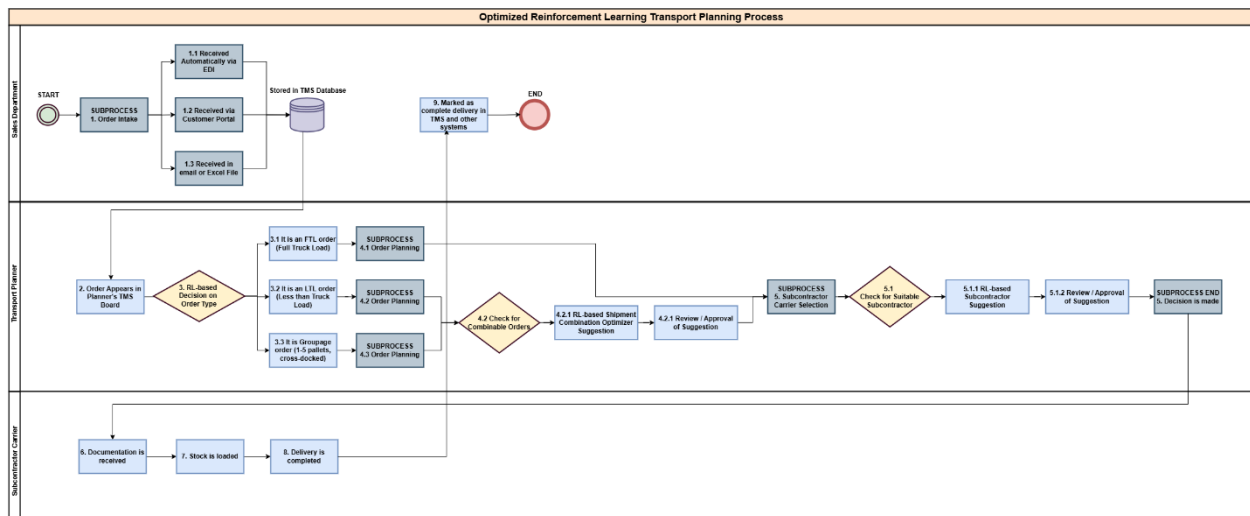 Optimized Reinforcement Learning Transport Planning Process
Sales Department
START
SUBPROCESS
1. Order Intake
1.1 Received
Automatically via
EDI
1.2 Received via
Customer Portal
1.3 Received in
email or Excel File
Stored in TMS Database
9. Marked as
complete delivery in
TMS and other
systems
END
Transport Planner
2. Order Appears in
Planner's TMS
Board
3. RL-based
Decision on
Order Type
3.1 It is an FTL order
(Full Truck Load)
3.2 It is an LTL order
(Less than Truck
Load)
3.3 It is Groupage
order (1-5 pallets,
cross-docked)
SUBPROCESS
4.1 Order Planning
SUBPROCESS
4.2 Order Planning
SUBPROCESS
4.3 Order Planning
4.2 Check for
Combinable Orders
4.2.1 RL-based Shipment
Combination Optimizer
Suggestion
4.2.1 Review / Approval
of Suggestion
SUBPROCESS
5. Subcontractor
Carrier Selection
5.1
Check for Suitable
Subcontractor
5.1.1 RL-based
Subcontractor
Suggestion
5.1.2 Review / Approval
of Suggestion
SUBPROCESS END
5. Decision is made
Subcontractor Carrier
6. Documentation is
received
7. Stock is loaded
8. Delivery is
completed